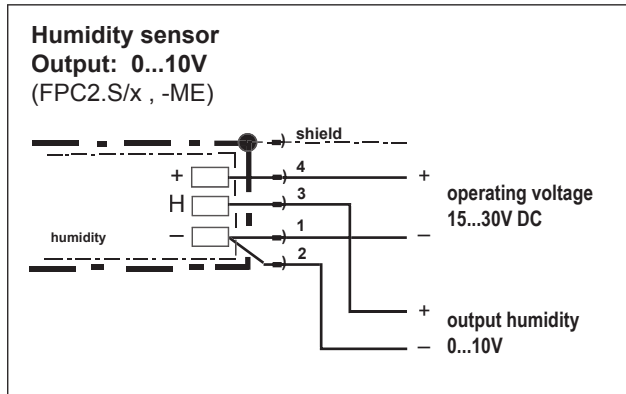 Humidity sensor
Output: 0...10V
(FPC2.S/x , -ME)
shield
+ 4 +
operating voltage
H 3
15...30V DC
humidity – 1 –
2
+
output humidity
– 0...10V